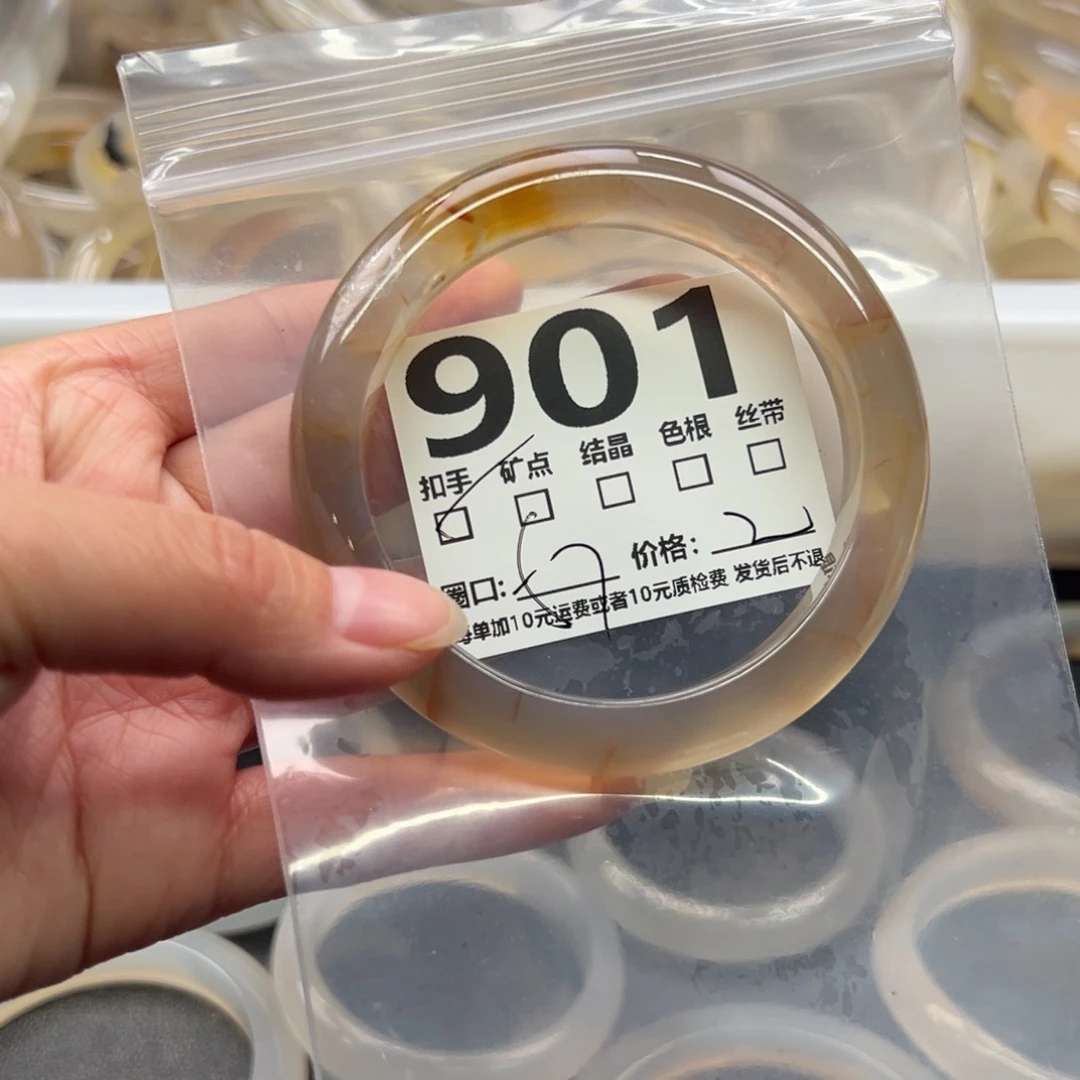 901
扣手 矿点 结晶 色根 丝带
圈口: 价格:
每单加10元运费或者10元质检费 发货后不退